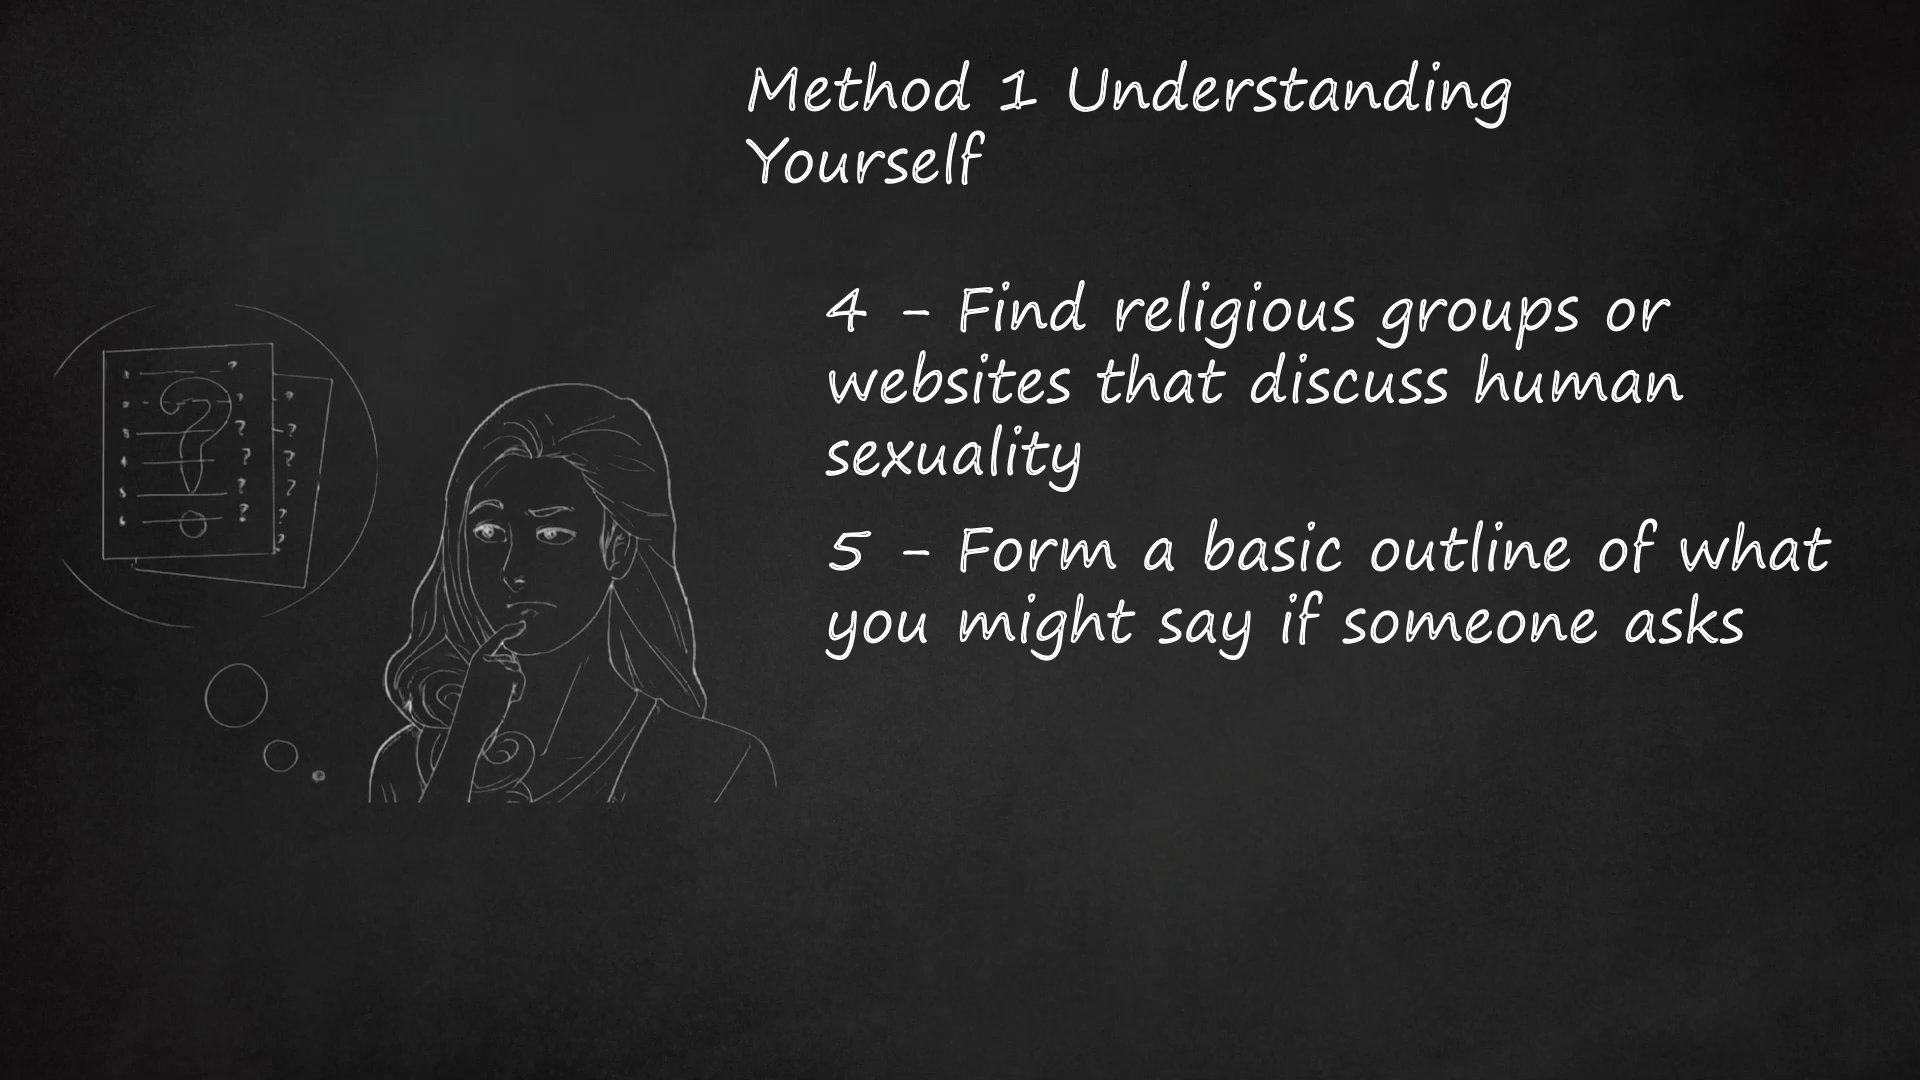 Method 1 Understanding
Yourself
4 - Find religious groups or
websites that discuss human
sexuality
5 - Form a basic outline of what
you might say if someone asks